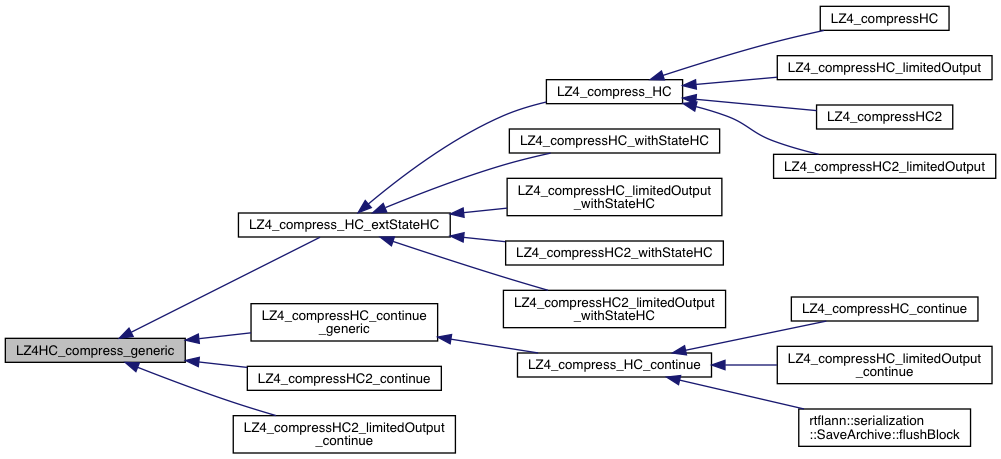 LZ4_compressHC
LZ4_compressHC_limitedOutput
LZ4_compress_HC
LZ4_compressHC2
LZ4_compressHC_withStateHC
LZ4_compressHC2_limitedOutput
LZ4_compressHC_limitedOutput
_withStateHC
LZ4_compress_HC_extStateHC
LZ4_compressHC2_withStateHC
LZ4_compressHC2_limitedOutput
_withStateHC
LZ4_compressHC_continue
_generic
LZ4_compressHC_continue
LZ4HC_compress_generic
LZ4_compress_HC_continue
LZ4_compressHC_limitedOutput
_continue
LZ4_compressHC2_continue
LZ4_compressHC2_limitedOutput
_continue
rtflann::serialization
::SaveArchive::flushBlock